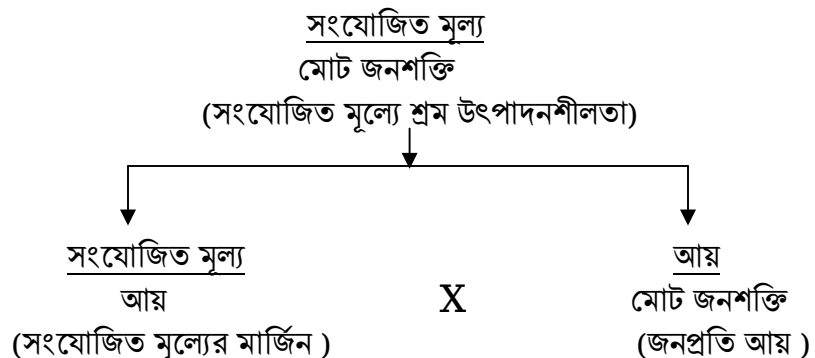 সংযোজিত মূল্য
মোট জনশক্তি
(সংযোজিত মূল্যে শ্রম উৎপাদনশীলতা)
সংযোজিত মূল্য
আয়
(সংযোজিত মূল্যের মার্জিন )
X
আয়
মোট জনশক্তি
(জনপ্রতি আয় )